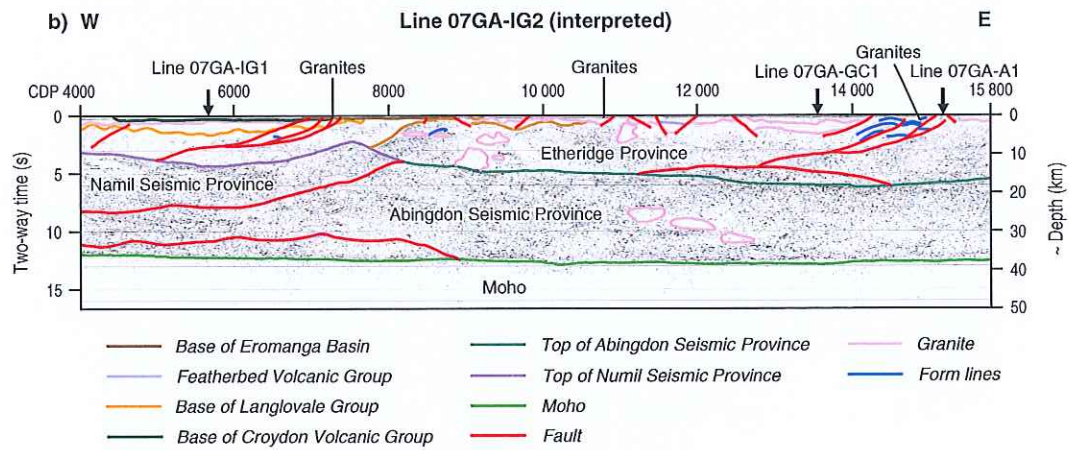 b) W Line 07GA-IG2 (interpreted) E
Granites
Line 07GA-IG1 Granites Granites Line 07GA-GC1 Line 07GA-A1
CDP 4000 6000 8000 10 000 12 000 14 000 15 800
0 0
Etheridge Province 10
5 Namil Seismic Province 20
Abingdon Seismic Province
10 30
40
15 Moho
50
Two-way time (s)
~ Depth (km)
Base of Eromanga Basin Top of Abingdon Seismic Province Granite
Featherbed Volcanic Group Top of Numil Seismic Province Form lines
Base of Langlovale Group Moho
Base of Croydon Volcanic Group Fault